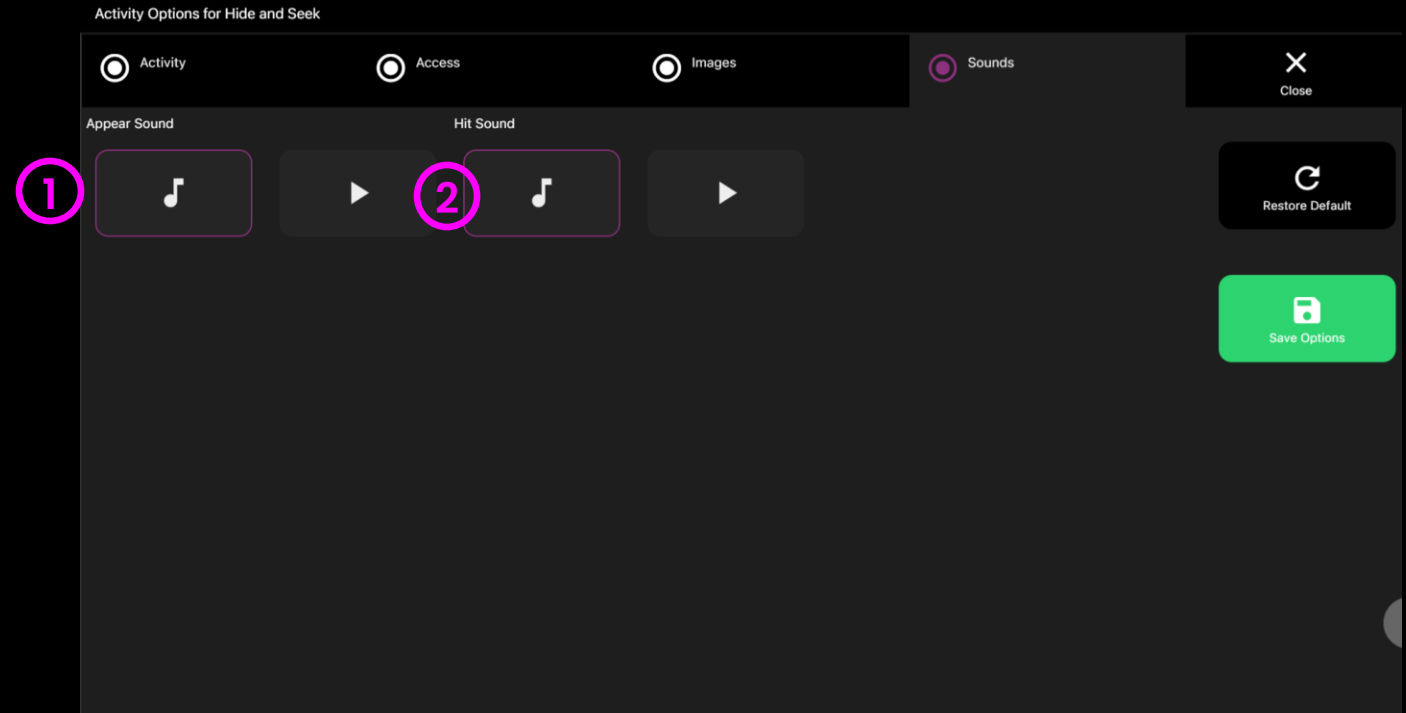 Activity Options for Hide and Seek
Activity
Access
Images
Sounds
Close
Appear Sound
Hit Sound
1
2
Restore Default
Save Options